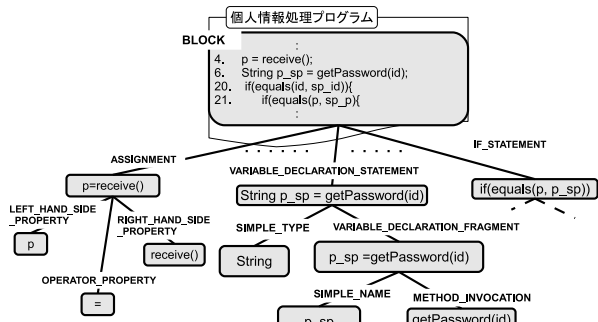 個人情報処理プログラム
BLOCK
:
4. p = receive();
6. String p_sp = getPassword(id);
20. if(equals(id, sp_id)){
21. if(equals(p, sp_p){
:
IF_STATEMENT
ASSIGNMENT
VARIABLE_DECLARATION_STATEMENT
p=receive()
String p_sp = getPassword(id)
if(equals(p, p_sp))
LEFT_HAND_SIDE
_PROPERTY
RIGHT_HAND_SIDE
_PROPERTY
SIMPLE_TYPE
VARIABLE_DECLARATION_FRAGMENT
p
receive()
String
p_sp =getPassword(id)
OPERATOR_PROPERTY
=
SIMPLE_NAME
METHOD_INVOCATION
p_sp
getPassword(id)